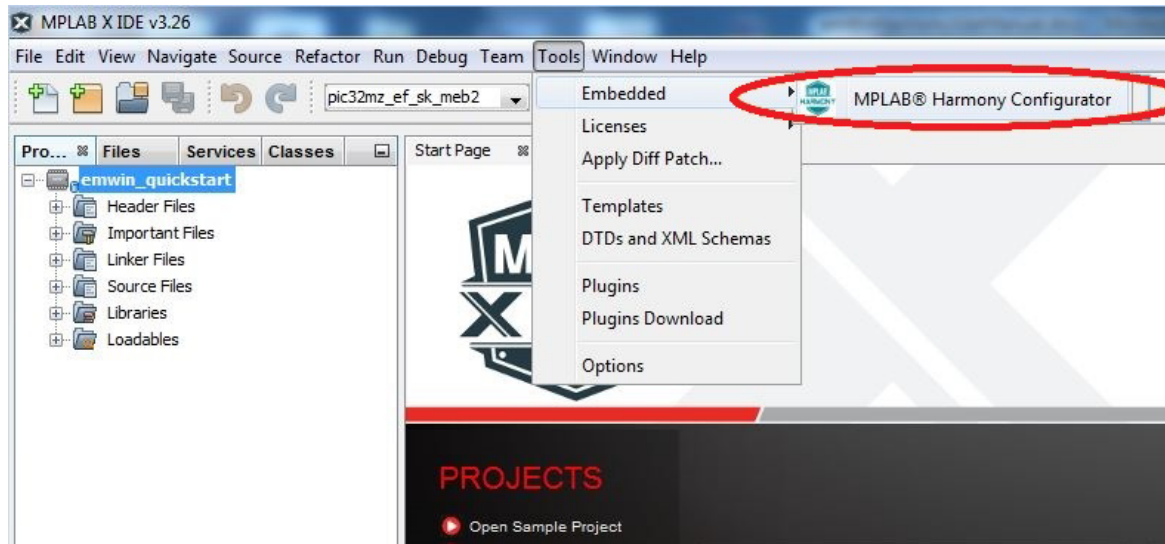 MPLAB X IDE v3.26
File Edit View Navigate Source Refactor Run Debug Team Tools Window Help
pic32mz_ef_sk_meb2
Embedded
MPLAB® Harmony Configurator
Licenses
Apply Diff Patch...
Templates
DTDs and XML Schemas
Plugins
Plugins Download
Options
Pro... Files Services Classes
Start Page
emwin_quickstart
Header Files
Important Files
Linker Files
Source Files
Libraries
Loadables
M
X
PROJECTS
Open Sample Project